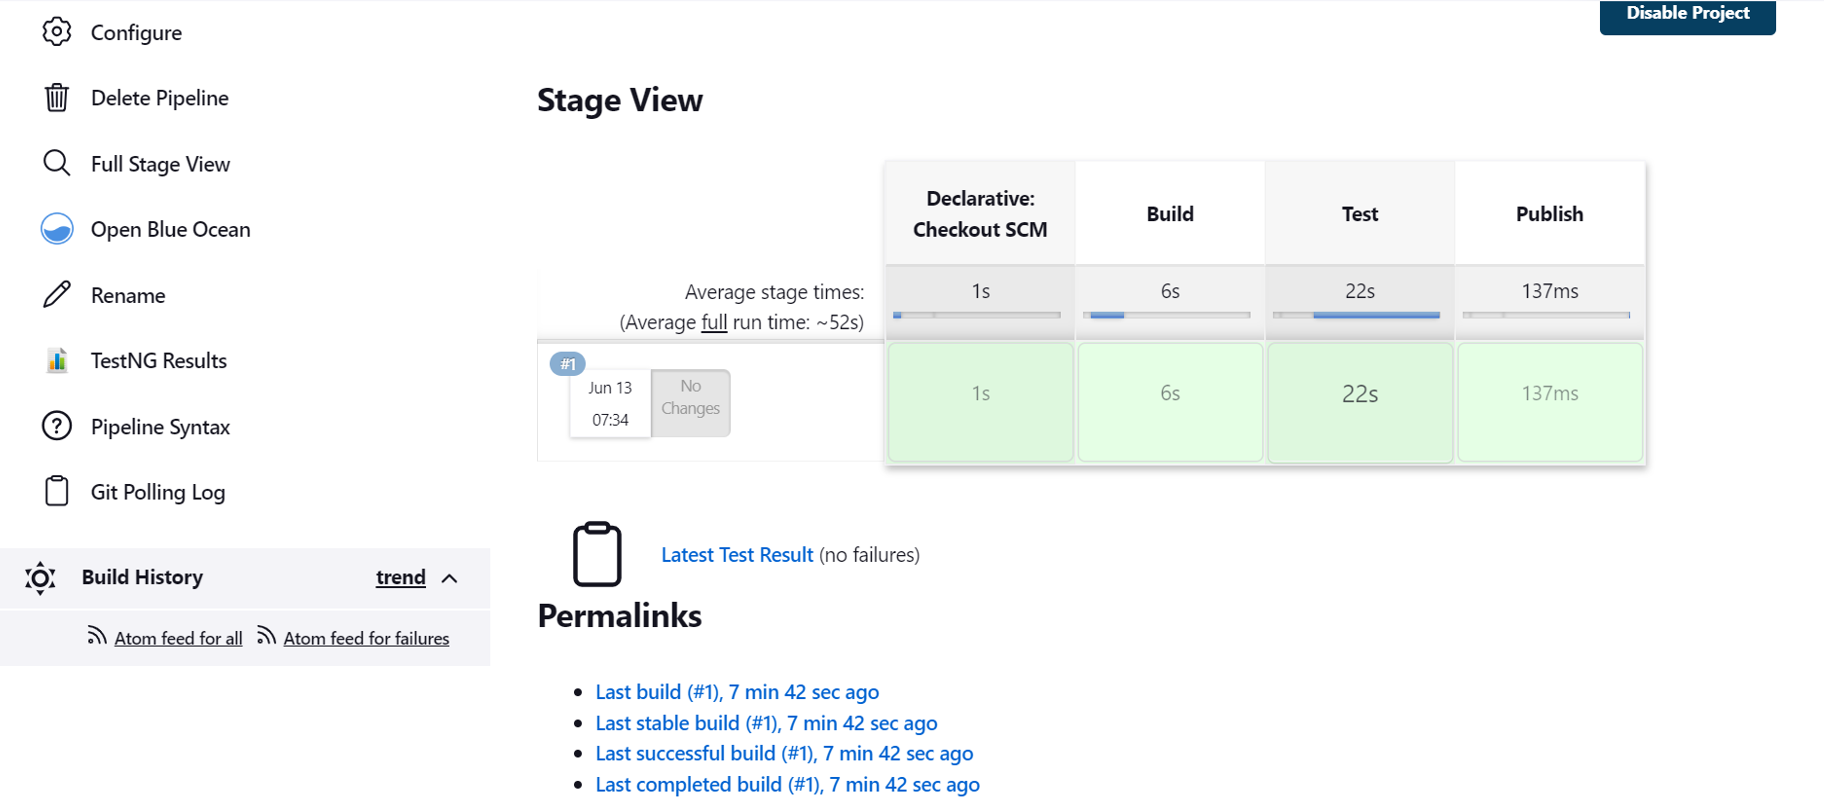 Configure
Delete Pipeline
Full Stage View
Open Blue Ocean
Rename
TestNG Results
Pipeline Syntax
Git Polling Log
Build History
trend
Atom feed for all
Atom feed for failures
Disable Project
Stage View
Declarative:
Checkout SCM
Build
Test
Publish
Average stage times:
(Average full run time: ~52s)
1s
6s
22s
137ms
#1
Jun 13
07:34
No
Changes
1s
6s
22s
137ms
Latest Test Result (no failures)
Permalinks
Last build (#1), 7 min 42 sec ago
Last stable build (#1), 7 min 42 sec ago
Last successful build (#1), 7 min 42 sec ago
Last completed build (#1), 7 min 42 sec ago